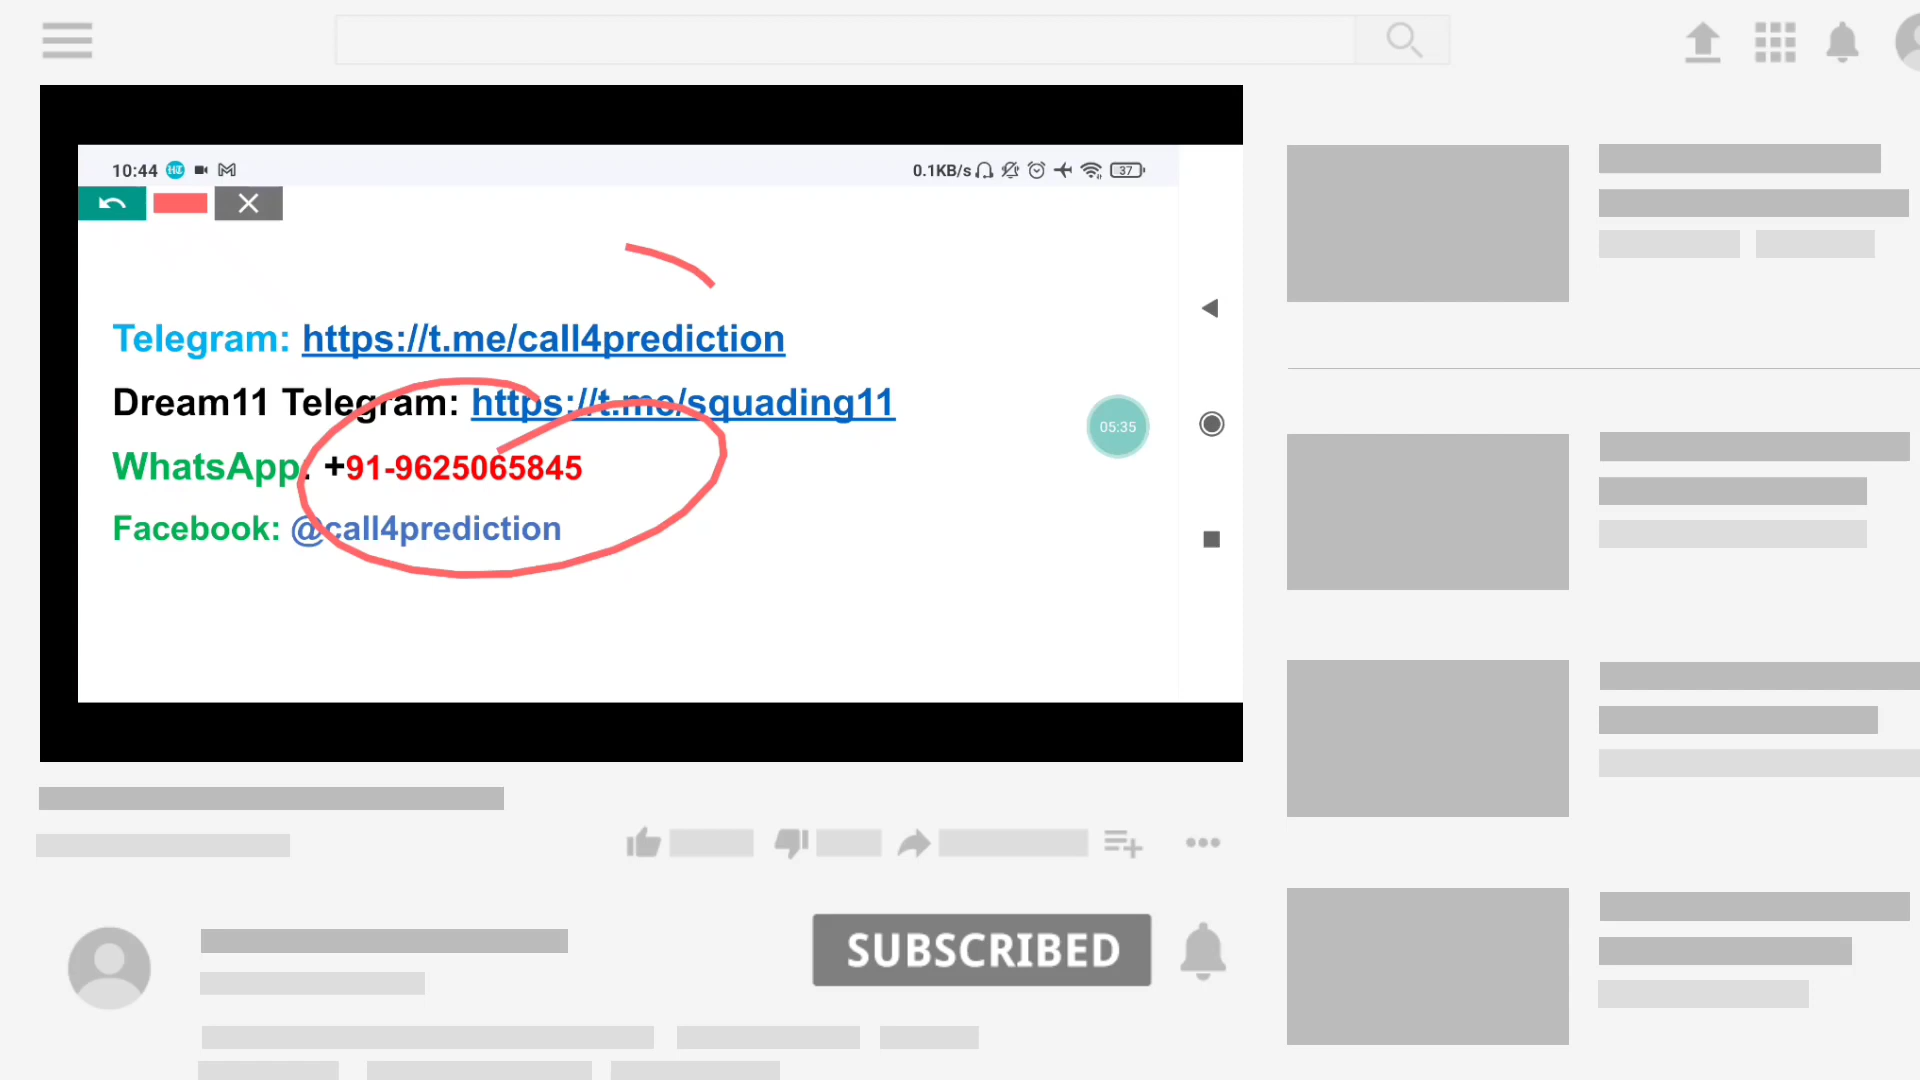 10:44 0.1KB/s 37
Telegram: https://t.me/call4prediction
Dream11 Telegram: https://t.me/squading11
05:35
WhatsApp: +91-9625065845
Facebook: @call4prediction
SUBSCRIBED